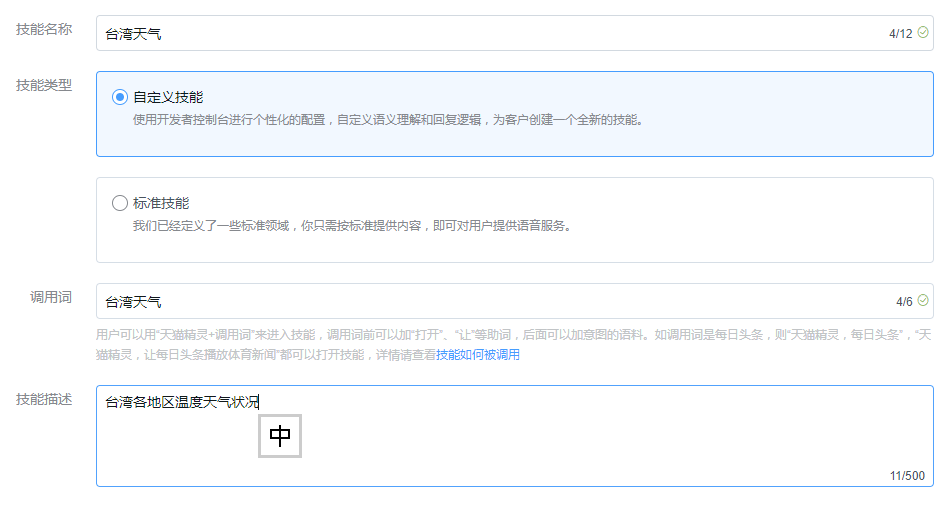 技能名称
台湾天气
4/12
技能类型
自定义技能
使用开发者控制台进行个性化的配置，自定义语义理解和回复逻辑，为客户创建一个全新的技能。
标准技能
我们已经定义了一些标准领域，你只需按标准提供内容，即可对用户提供语音服务。
调用词
台湾天气
4/6
用户可以用“天猫精灵+调用词”来进入技能，调用词前可以加“打开”、“让”等助词，后面可以加意图的语料。如调用词是每日头条，则“天猫精灵，每日头条”，“天
猫精灵，让每日头条播放体育新闻”都可以打开技能，详情请查看技能如何被调用
技能描述
台湾各地区温度天气状况
中
11/500